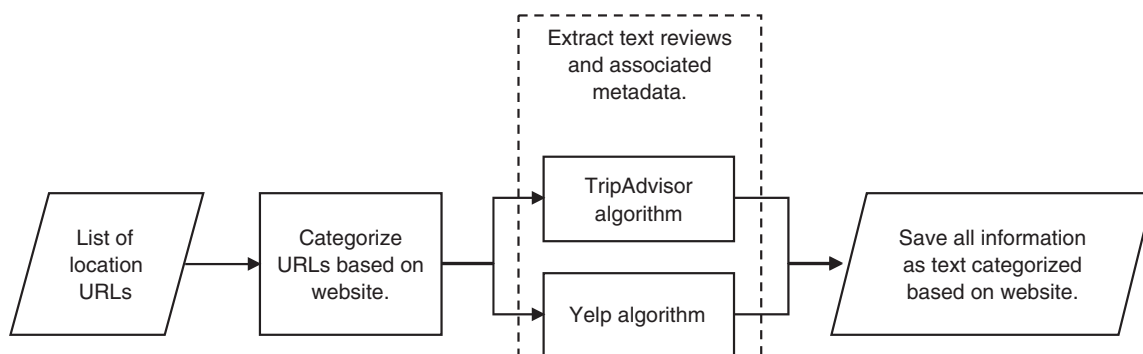 Extract text reviews
and associated
metadata.
TripAdvisor
algorithm
List of
location
URLs
Categorize
URLs based on
website.
Yelp algorithm
Save all information
as text categorized
based on website.